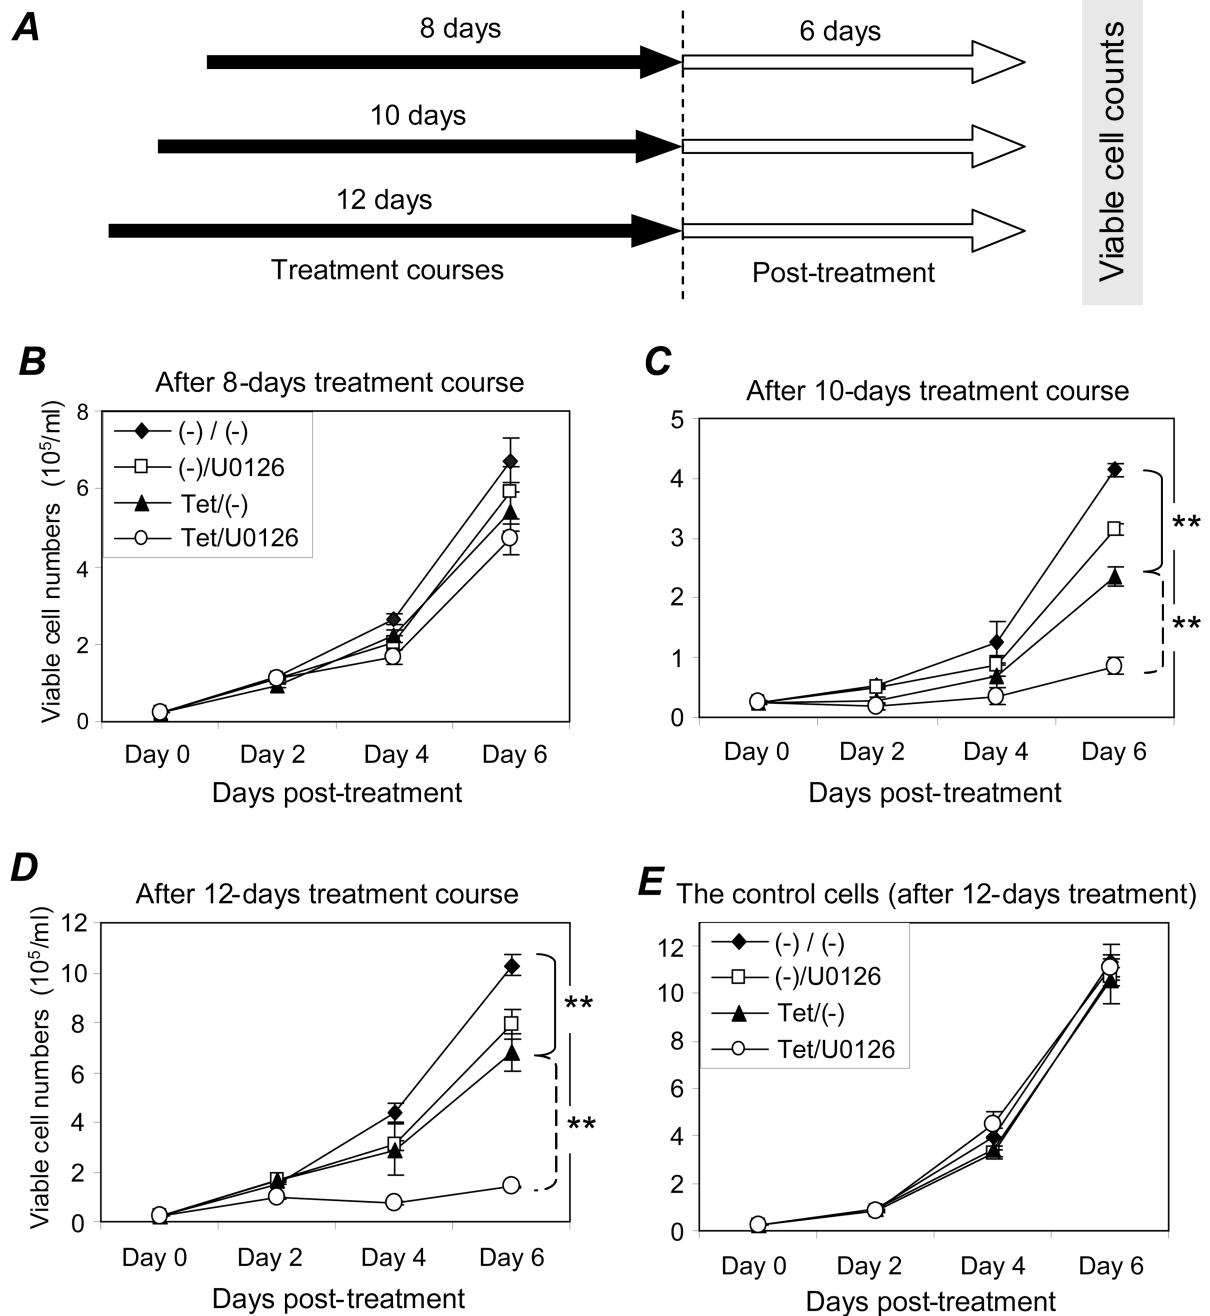 A
8 days
6 days
10 days
12 days
Treatment courses
Post-treatment
Viable cell counts
B
After 8-days treatment course
Viable cell numbers (10⁵/ml)
8
6
4
2
0
(-) / (-)
(-)/U0126
Tet/(-)
Tet/U0126
Day 0 Day 2 Day 4 Day 6
Days post-treatment
C
After 10-days treatment course
5
4
3
2
1
0
**
**
Day 0 Day 2 Day 4 Day 6
Days post-treatment
D
After 12-days treatment course
Viable cell numbers (10⁵/ml)
12
10
8
6
4
2
0
**
**
Day 0 Day 2 Day 4 Day 6
Days post-treatment
E
The control cells (after 12-days treatment)
12
10
8
6
4
2
0
(-) / (-)
(-)/U0126
Tet/(-)
Tet/U0126
Day 0 Day 2 Day 4 Day 6
Days post-treatment